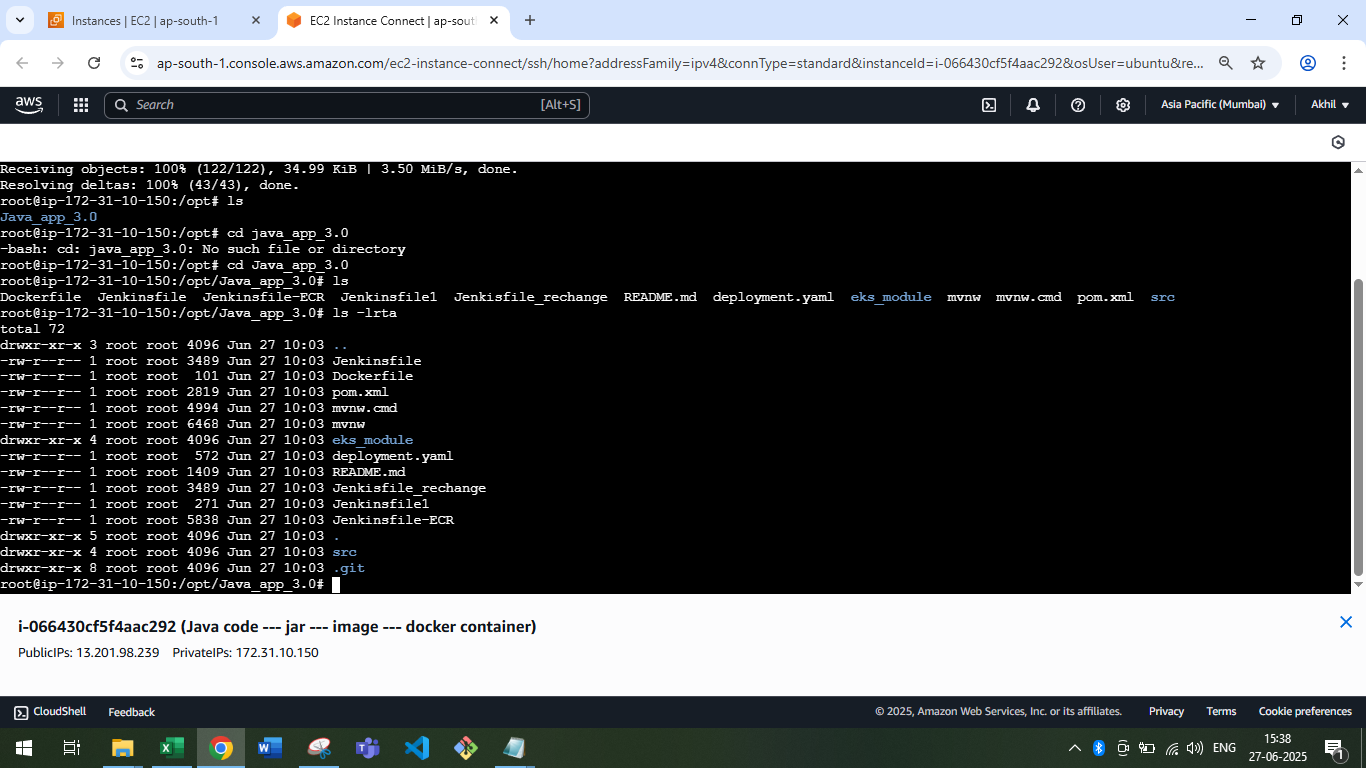 Instances | EC2 | ap-south-1
EC2 Instance Connect | ap-sou
ap-south-1.console.aws.amazon.com/ec2-instance-connect/ssh/home?addressFamily=ipv4&connType=standard&instanceId=i-066430cf5f4aac292&osUser=ubuntu&re...
aws Search [Alt+S] Asia Pacific (Mumbai) Akhil
Receiving objects: 100% (122/122), 34.99 KiB | 3.50 MiB/s, done.
Resolving deltas: 100% (43/43), done.
root@ip-172-31-10-150:/opt# ls
Java_app_3.0
root@ip-172-31-10-150:/opt# cd java_app_3.0
-bash: cd: java_app_3.0: No such file or directory
root@ip-172-31-10-150:/opt# cd Java_app_3.0
root@ip-172-31-10-150:/opt/Java_app_3.0# ls
Dockerfile  Jenkinsfile  Jenkinsfile-ECR  Jenkinsfile1  Jenkisfile_rechange  README.md  deployment.yaml  eks_module  mvnw  mvnw.cmd  pom.xml  src
root@ip-172-31-10-150:/opt/Java_app_3.0# ls -lrta
total 72
drwxr-xr-x 3 root root 4096 Jun 27 10:03 ..
-rw-r--r-- 1 root root 3489 Jun 27 10:03 Jenkinsfile
-rw-r--r-- 1 root root  101 Jun 27 10:03 Dockerfile
-rw-r--r-- 1 root root 2819 Jun 27 10:03 pom.xml
-rw-r--r-- 1 root root 4994 Jun 27 10:03 mvnw.cmd
-rw-r--r-- 1 root root 6468 Jun 27 10:03 mvnw
drwxr-xr-x 4 root root 4096 Jun 27 10:03 eks_module
-rw-r--r-- 1 root root  572 Jun 27 10:03 deployment.yaml
-rw-r--r-- 1 root root 1409 Jun 27 10:03 README.md
-rw-r--r-- 1 root root 3489 Jun 27 10:03 Jenkisfile_rechange
-rw-r--r-- 1 root root  271 Jun 27 10:03 Jenkinsfile1
-rw-r--r-- 1 root root 5838 Jun 27 10:03 Jenkinsfile-ECR
drwxr-xr-x 5 root root 4096 Jun 27 10:03 .
drwxr-xr-x 4 root root 4096 Jun 27 10:03 src
drwxr-xr-x 8 root root 4096 Jun 27 10:03 .git
root@ip-172-31-10-150:/opt/Java_app_3.0#
i-066430cf5f4aac292 (Java code --- jar --- image --- docker container)
PublicIPs: 13.201.98.239 PrivateIPs: 172.31.10.150
CloudShell Feedback © 2025, Amazon Web Services, Inc. or its affiliates. Privacy Terms Cookie preferences
ENG 15:38
27-06-2025
1